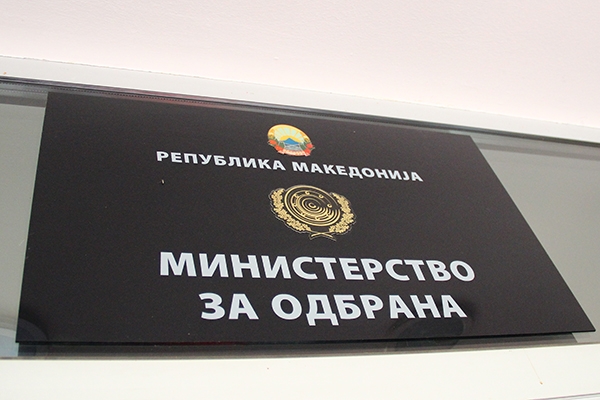 РЕПУБЛИКА МАКЕДОНИЈА
МИНИСТЕРСТВО
ЗА ОДБРАНА